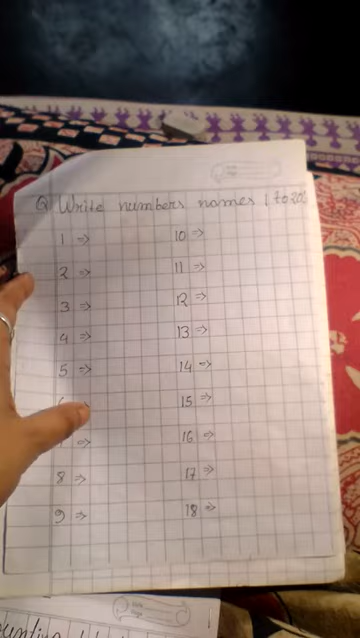 Q Write numbers names 1 to 20
1 ⇒ 10 ⇒
2 ⇒ 11 ⇒
3 ⇒ 12 ⇒
4 ⇒ 13 ⇒
5 ⇒ 14 ⇒
15 ⇒
⇒ 16 ⇒
8 ⇒ 17 ⇒
9 ⇒ 18 ⇒